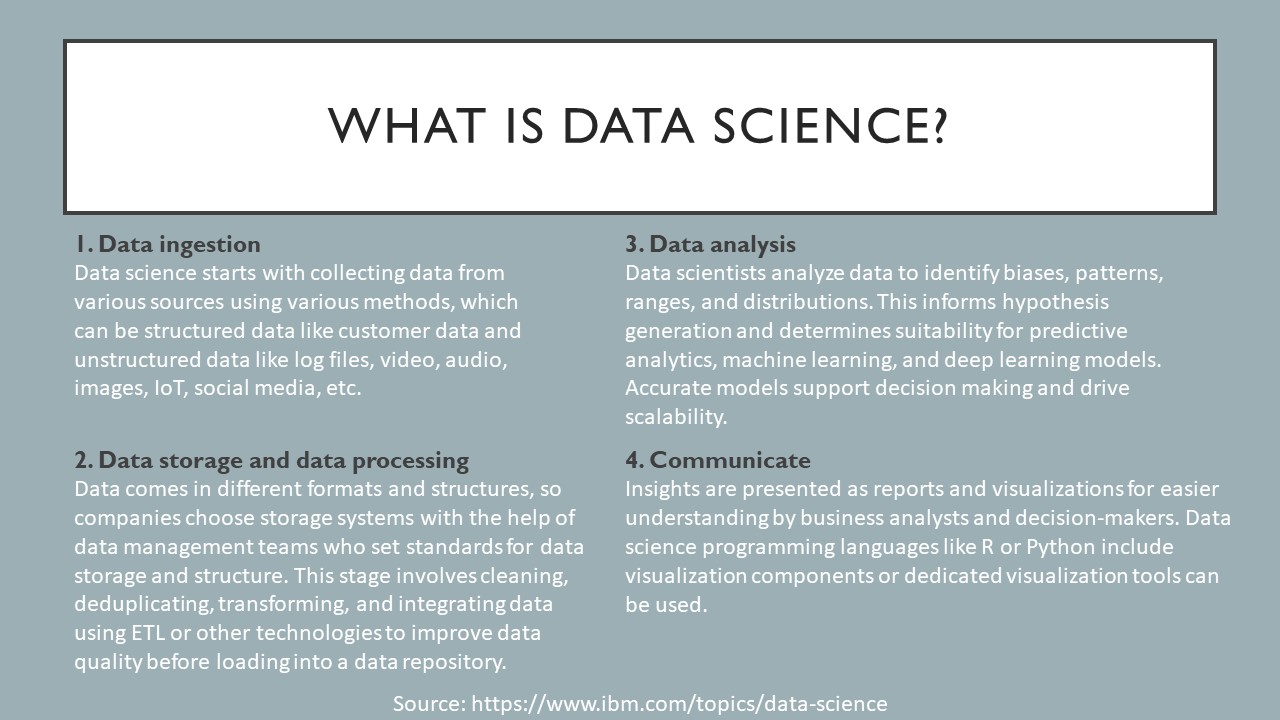 WHAT IS DATA SCIENCE?
1. Data ingestion
Data science starts with collecting data from
various sources using various methods, which
can be structured data like customer data and
unstructured data like log files, video, audio,
images, IoT, social media, etc.
2. Data storage and data processing
Data comes in different formats and structures, so
companies choose storage systems with the help of
data management teams who set standards for data
storage and structure. This stage involves cleaning,
deduplicating, transforming, and integrating data
using ETL or other technologies to improve data
quality before loading into a data repository.
3. Data analysis
Data scientists analyze data to identify biases, patterns,
ranges, and distributions. This informs hypothesis
generation and determines suitability for predictive
analytics, machine learning, and deep learning models.
Accurate models support decision making and drive
scalability.
4. Communicate
Insights are presented as reports and visualizations for easier
understanding by business analysts and decision-makers. Data
science programming languages like R or Python include
visualization components or dedicated visualization tools can
be used.
Source: https://www.ibm.com/topics/data-science